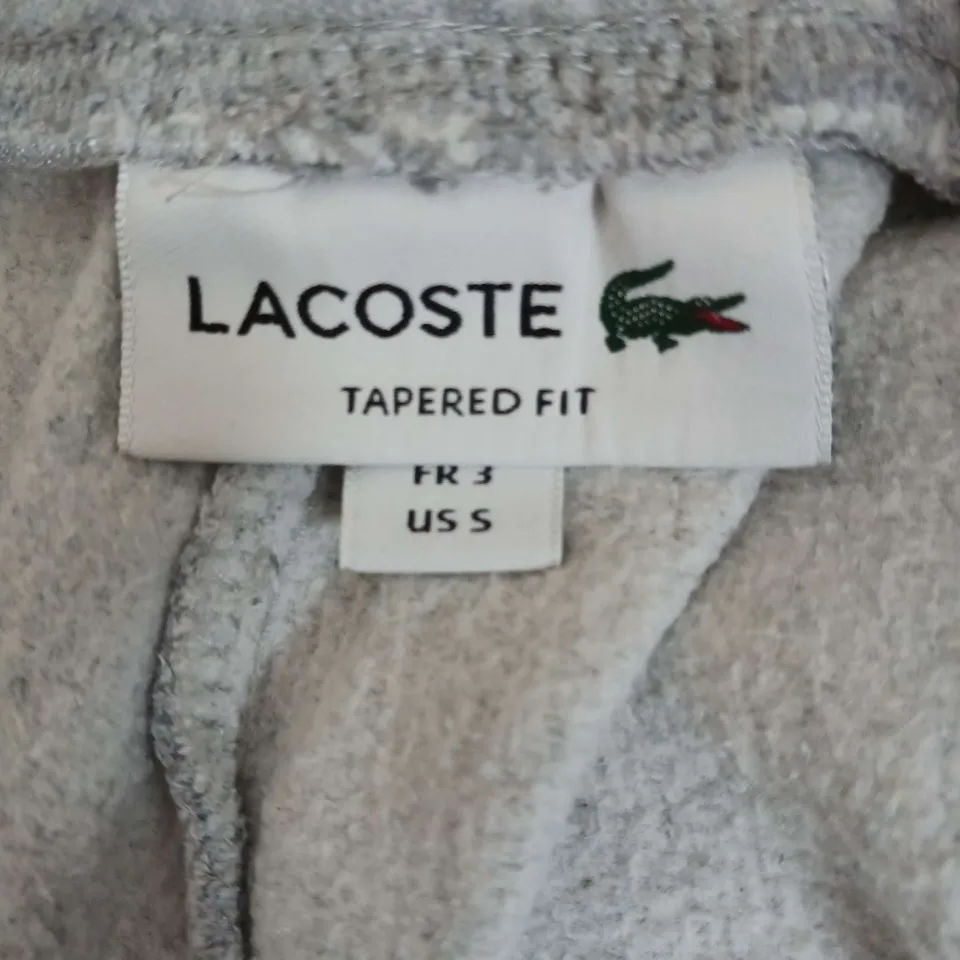 LACOSTE
TAPERED FIT
FR 3
US S